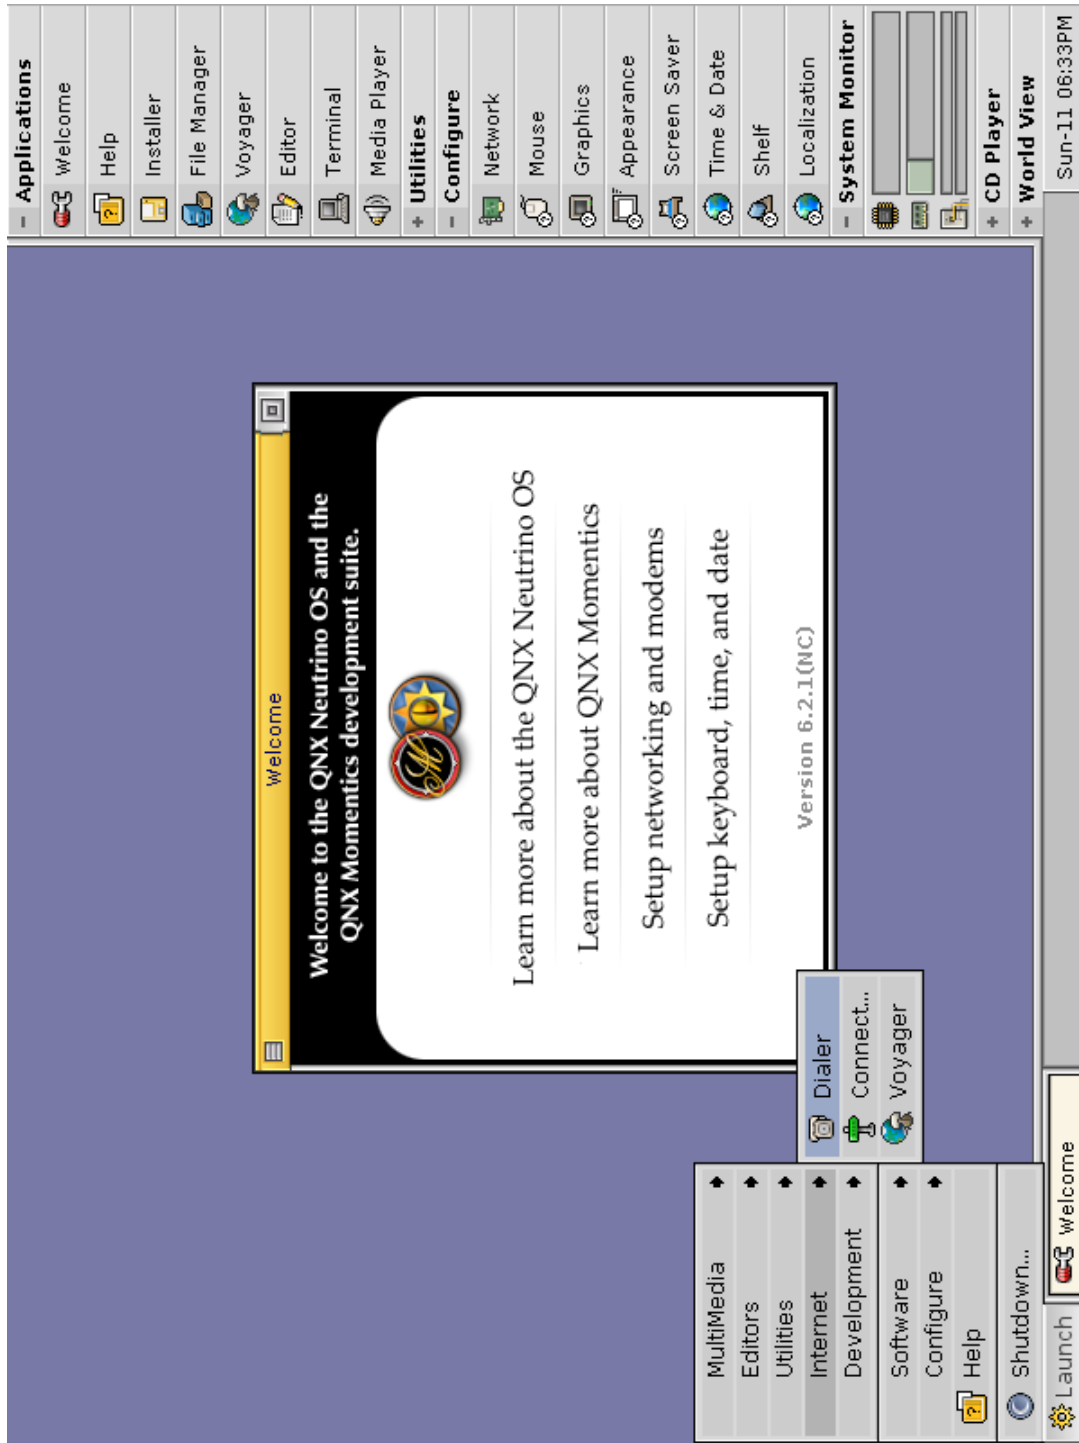 Welcome
Welcome to the QNX Neutrino OS and the
QNX Momentics development suite.
Learn more about the QNX Neutrino OS
Learn more about QNX Momentics
Setup networking and modems
Setup keyboard, time, and date
Version 6.2.1(NC)
MultiMedia
Editors
Utilities
Internet
Development
Software
Configure
Help
Shutdown...
Dialer
Connect...
Voyager
Launch
Welcome
Applications
Welcome
Help
Installer
File Manager
Voyager
Editor
Terminal
Media Player
Utilities
Configure
Network
Mouse
Graphics
Appearance
Screen Saver
Time & Date
Shelf
Localization
System Monitor
CD Player
World View
Sun-11 06:33PM